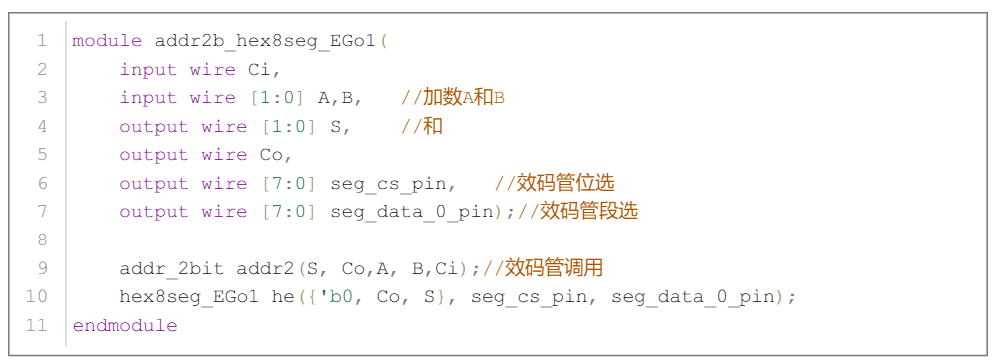 1 module addr2b_hex8seg_EGo1(
2     input wire Ci,
3     input wire [1:0] A,B,   //加数A和B
4     output wire [1:0] S,    //和
5     output wire Co,
6     output wire [7:0] seg_cs_pin,   //效码管位选
7     output wire [7:0] seg_data_0_pin);//效码管段选
8
9     addr_2bit addr2(S, Co,A, B,Ci);//效码管调用
10     hex8seg_EGo1 he({'b0, Co, S}, seg_cs_pin, seg_data_0_pin);
11 endmodule